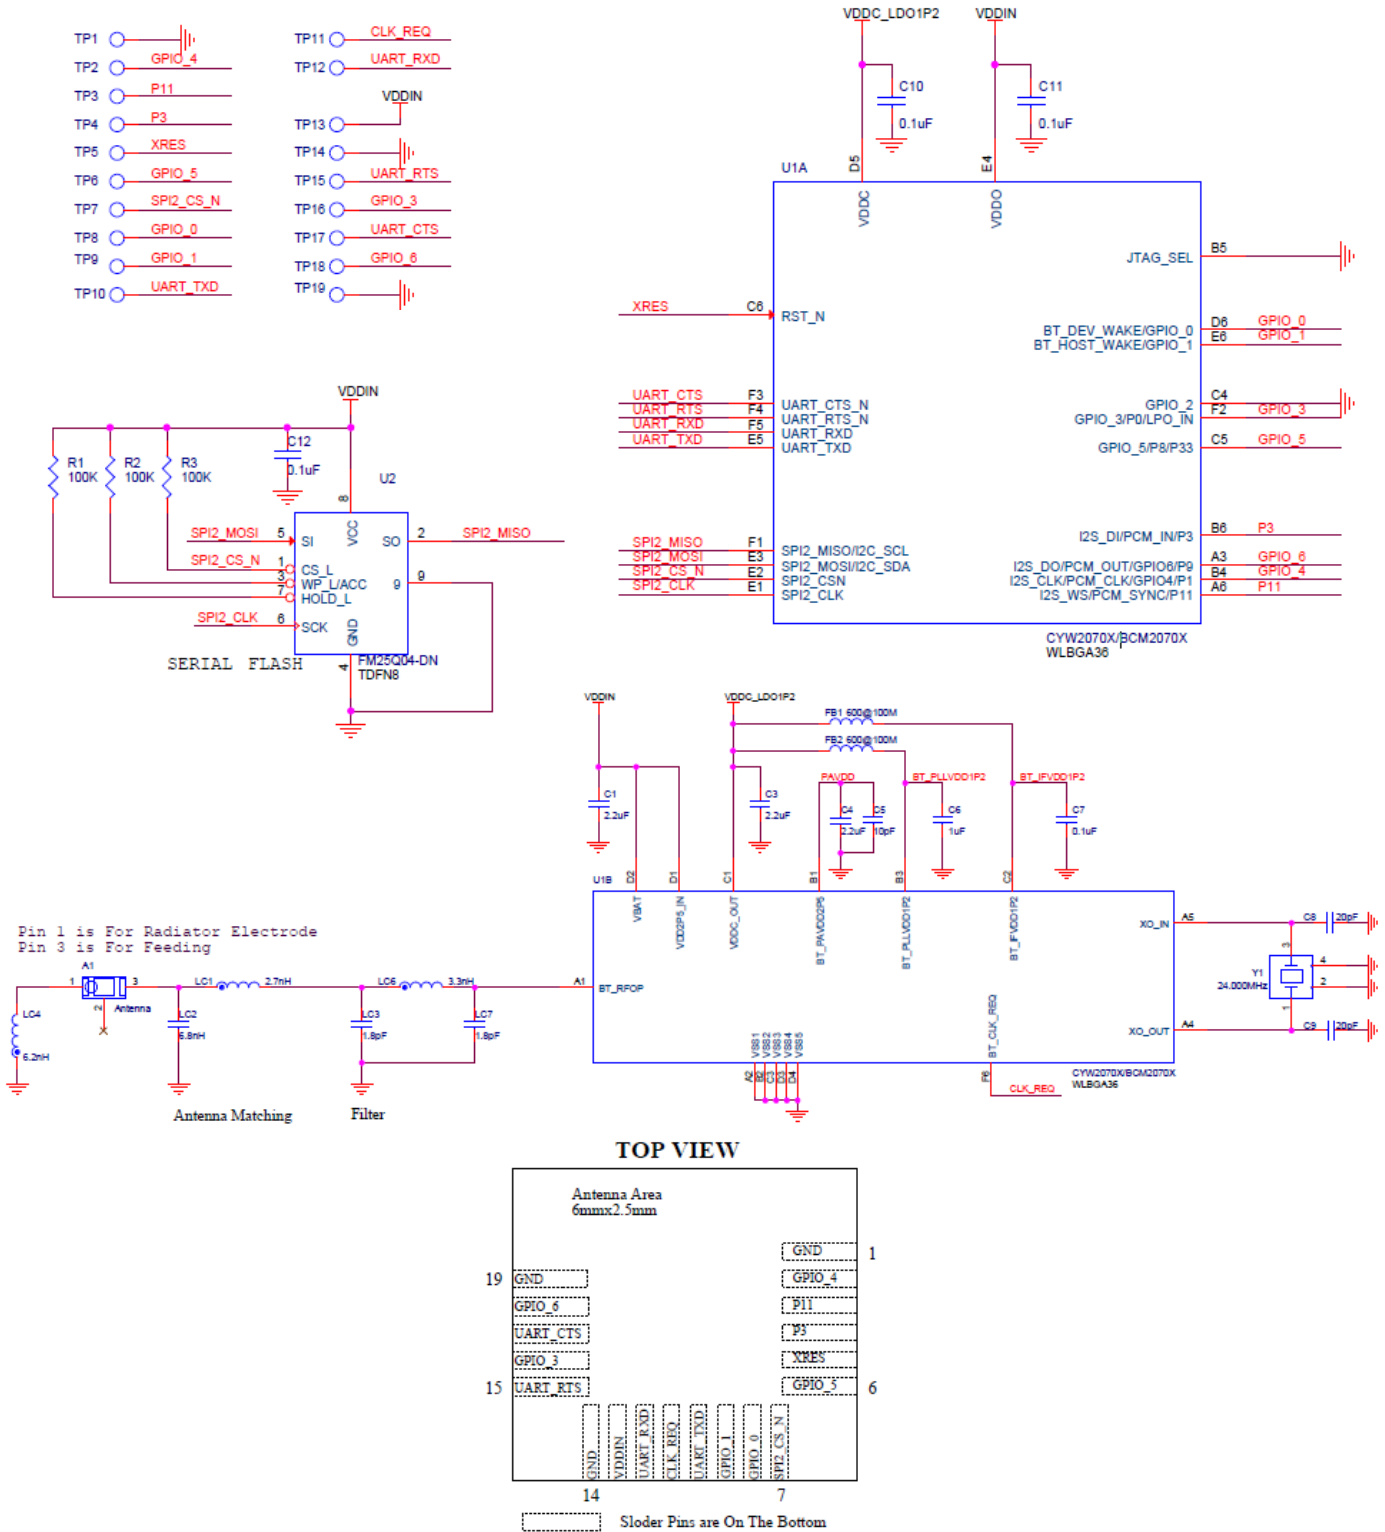 TP1
TP2 GPIO_4
TP3 P11
TP4 P3
TP5 XRES
TP6 GPIO_5
TP7 SPI2_CS_N
TP8 GPIO_0
TP9 GPIO_1
TP10 UART_TXD
TP11 CLK_REQ
TP12 UART_RXD
VDDIN
TP13
TP14
TP15 UART_RTS
TP16 GPIO_3
TP17 UART_CTS
TP18 GPIO_6
TP19
VDDC_LDO1P2 VDDIN
C10 C11
0.1uF 0.1uF
U1A
D5 E4
VDDC VDDO
B5
JTAG_SEL
XRES C6
RST_N
D6 GPIO_0
BT_DEV_WAKE/GPIO_0
E6 GPIO_1
BT_HOST_WAKE/GPIO_1
UART_CTS F3 UART_CTS_N
UART_RTS F4 UART_RTS_N
UART_RXD F5 UART_RXD
UART_TXD E5 UART_TXD
GPIO_2 C4
GPIO_3/P0/LPO_IN F2 GPIO_3
GPIO_5/P8/P33 C5 GPIO_5
SPI2_MISO F1 SPI2_MISO/I2C_SCL
SPI2_MOSI E3 SPI2_MOSI/I2C_SDA
SPI2_CS_N E2 SPI2_CSN
SPI2_CLK E1 SPI2_CLK
I2S_DI/PCM_IN/P3 B6 P3
I2S_DO/PCM_OUT/GPIO6/P9 A3 GPIO_6
I2S_CLK/PCM_CLK/GPIO4/P1 B4 GPIO_4
I2S_WS/PCM_SYNC/P11 A6 P11
CYW2070X/BCM2070X
WLBGA36
VDDIN
R1 R2 R3 C12
100K 100K 100K 0.1uF
U2
8
VCC
SPI2_MOSI 5 SI SO 2 SPI2_MISO
SPI2_CS_N 1 CS_L
3 WP_L/ACC 9 9
7 HOLD_L
SPI2_CLK 6 SCK
GND
4
SERIAL FLASH
FM25Q04-DN
TDFN8
VDDIN VDDC_LDO1P2
FB1 600@100M
FB2 600@100M
PAVDD BT_PLLVDD1P2 BT_IFVDD1P2
C1 C3 C4 C5 C6 C7
2.2uF 2.2uF 2.2uF 10pF 1uF 0.1uF
U1B D2 D1 C1 B1 B3 C2
VBAT VDD2P5_IN VDDC_OUT BT_PAVDD2P5 BT_PLLVDD1P2 BT_IFVDD1P2
XO_IN A5 C8 20pF
3
4
Y1
24.000MHz
2
1
XO_OUT A4 C9 20pF
Pin 1 is For Radiator Electrode
Pin 3 is For Feeding
A1
1 3
2 Antenna
LC4
6.2nH
LC1 2.7nH
LC2
6.8nH
LC6 3.3nH
LC3 LC7
1.8pF 1.8pF
A1 BT_RFOP
VSS1 VSS2 VSS3 VSS4 VSS5
A2 B2 C3 D3 D4
BT_CLK_REQ
F6
CLK_REQ
CYW2070X/BCM2070X
WLBGA36
Antenna Matching
Filter
TOP VIEW
Antenna Area
6mmx2.5mm
GND 1
GPIO_4
P11
P3
XRES
GPIO_5 6
19 GND
GPIO_6
UART_CTS
GPIO_3
15 UART_RTS
GND VDDIN UART_RXD CLK_REQ UART_TXD GPIO_1 GPIO_0 SPI2_CS_N
14 7
Sloder Pins are On The Bottom